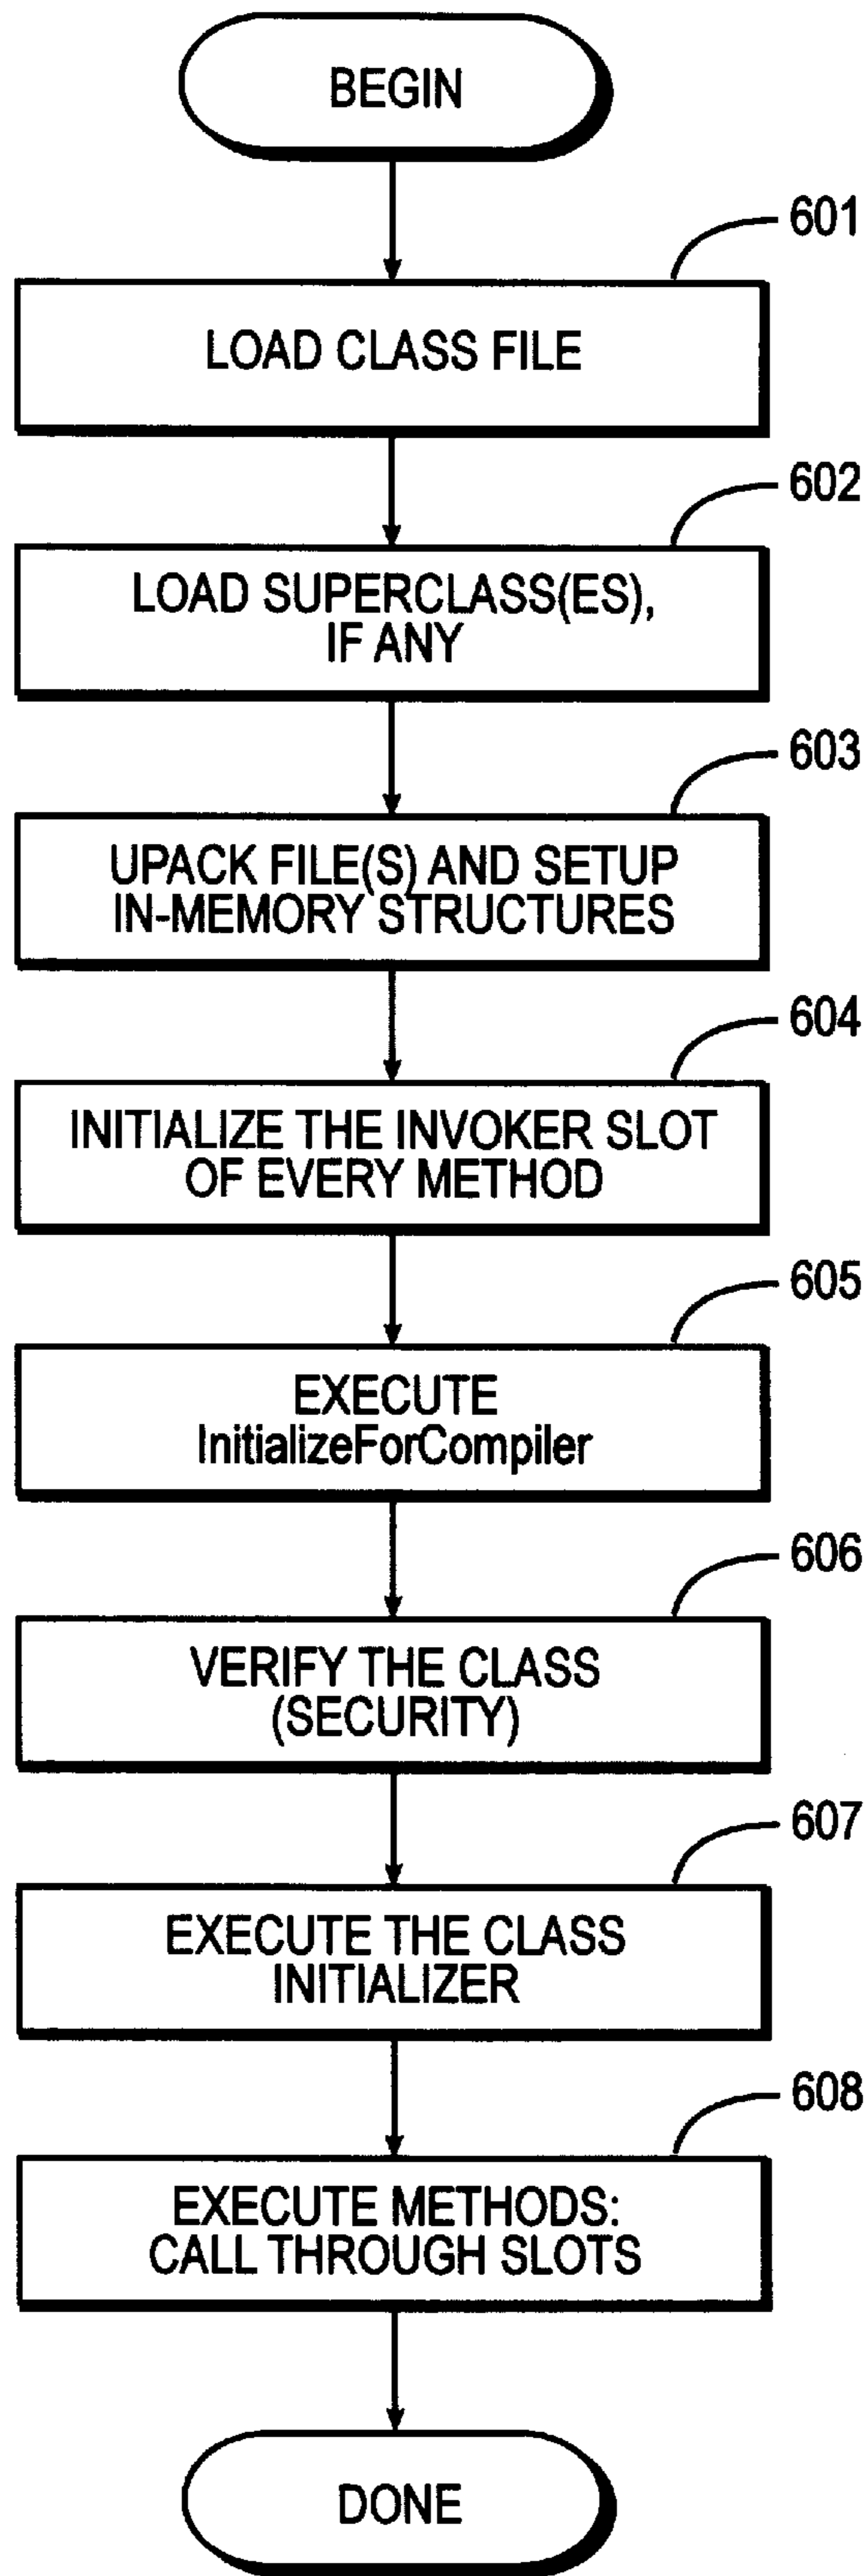 BEGIN
601
LOAD CLASS FILE
602
LOAD SUPERCLASS(ES),
IF ANY
603
UPACK FILE(S) AND SETUP
IN-MEMORY STRUCTURES
604
INITIALIZE THE INVOKER SLOT
OF EVERY METHOD
605
EXECUTE
InitializeForCompiler
606
VERIFY THE CLASS
(SECURITY)
607
EXECUTE THE CLASS
INITIALIZER
608
EXECUTE METHODS:
CALL THROUGH SLOTS
DONE